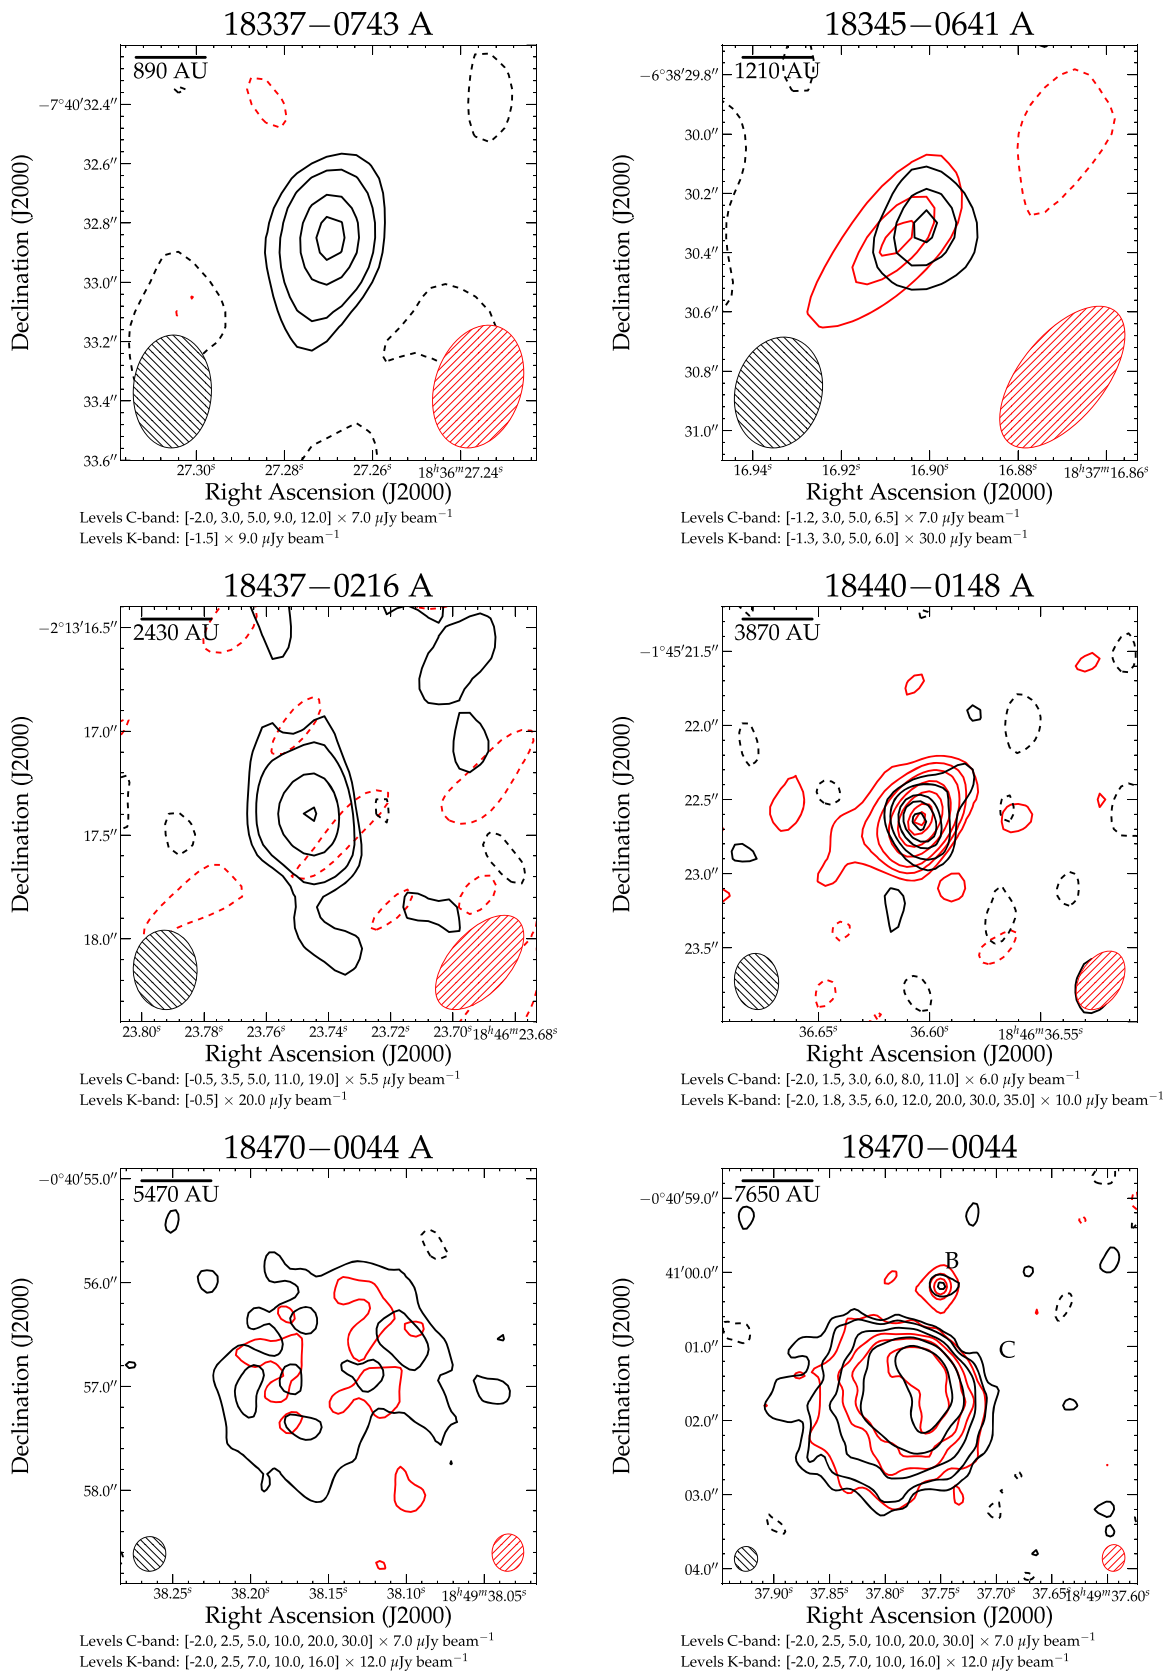 18337−0743 A
890 AU
−7°40′32.4″
32.6″
32.8″
33.0″
33.2″
33.4″
33.6″
Declination (J2000)
27.30ˢ 27.28ˢ 27.26ˢ 18ʰ36ᵐ27.24ˢ
Right Ascension (J2000)
Levels C-band: [-2.0, 3.0, 5.0, 9.0, 12.0] × 7.0 μJy beam⁻¹
Levels K-band: [-1.5] × 9.0 μJy beam⁻¹
18345−0641 A
1210 AU
−6°38′29.8″
30.0″
30.2″
30.4″
30.6″
30.8″
31.0″
Declination (J2000)
16.94ˢ 16.92ˢ 16.90ˢ 16.88ˢ 18ʰ37ᵐ16.86ˢ
Right Ascension (J2000)
Levels C-band: [-1.2, 3.0, 5.0, 6.5] × 7.0 μJy beam⁻¹
Levels K-band: [-1.3, 3.0, 5.0, 6.0] × 30.0 μJy beam⁻¹
18437−0216 A
2430 AU
−2°13′16.5″
17.0″
17.5″
18.0″
Declination (J2000)
23.80ˢ 23.78ˢ 23.76ˢ 23.74ˢ 23.72ˢ 23.70ˢ 18ʰ46ᵐ23.68ˢ
Right Ascension (J2000)
Levels C-band: [-0.5, 3.5, 5.0, 11.0, 19.0] × 5.5 μJy beam⁻¹
Levels K-band: [-0.5] × 20.0 μJy beam⁻¹
18440−0148 A
3870 AU
−1°45′21.5″
22.0″
22.5″
23.0″
23.5″
Declination (J2000)
36.65ˢ 36.60ˢ 18ʰ46ᵐ36.55ˢ
Right Ascension (J2000)
Levels C-band: [-2.0, 1.5, 3.0, 6.0, 8.0, 11.0] × 6.0 μJy beam⁻¹
Levels K-band: [-2.0, 1.8, 3.5, 6.0, 12.0, 20.0, 30.0, 35.0] × 10.0 μJy beam⁻¹
18470−0044 A
5470 AU
−0°40′55.0″
56.0″
57.0″
58.0″
Declination (J2000)
38.25ˢ 38.20ˢ 38.15ˢ 38.10ˢ 18ʰ49ᵐ38.05ˢ
Right Ascension (J2000)
Levels C-band: [-2.0, 2.5, 5.0, 10.0, 20.0, 30.0] × 7.0 μJy beam⁻¹
Levels K-band: [-2.0, 2.5, 7.0, 10.0, 16.0] × 12.0 μJy beam⁻¹
18470−0044
7650 AU
−0°40′59.0″
B
41′00.0″
C
01.0″
02.0″
03.0″
04.0″
Declination (J2000)
37.90ˢ 37.85ˢ 37.80ˢ 37.75ˢ 37.70ˢ 37.65ˢ 18ʰ49ᵐ37.60ˢ
Right Ascension (J2000)
Levels C-band: [-2.0, 2.5, 5.0, 10.0, 20.0, 30.0] × 7.0 μJy beam⁻¹
Levels K-band: [-2.0, 2.5, 7.0, 10.0, 16.0] × 12.0 μJy beam⁻¹